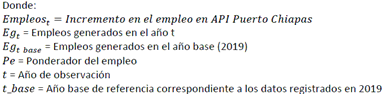 Donde:
Empleos_t = Incremento en el empleo en API Puerto Chiapas
Eg_t = Empleos generados en el año t
Eg_t base = Empleos generados en el año base (2019)
Pe = Ponderador del empleo
t = Año de observación
t_base = Año base de referencia correspondiente a los datos registrados en 2019